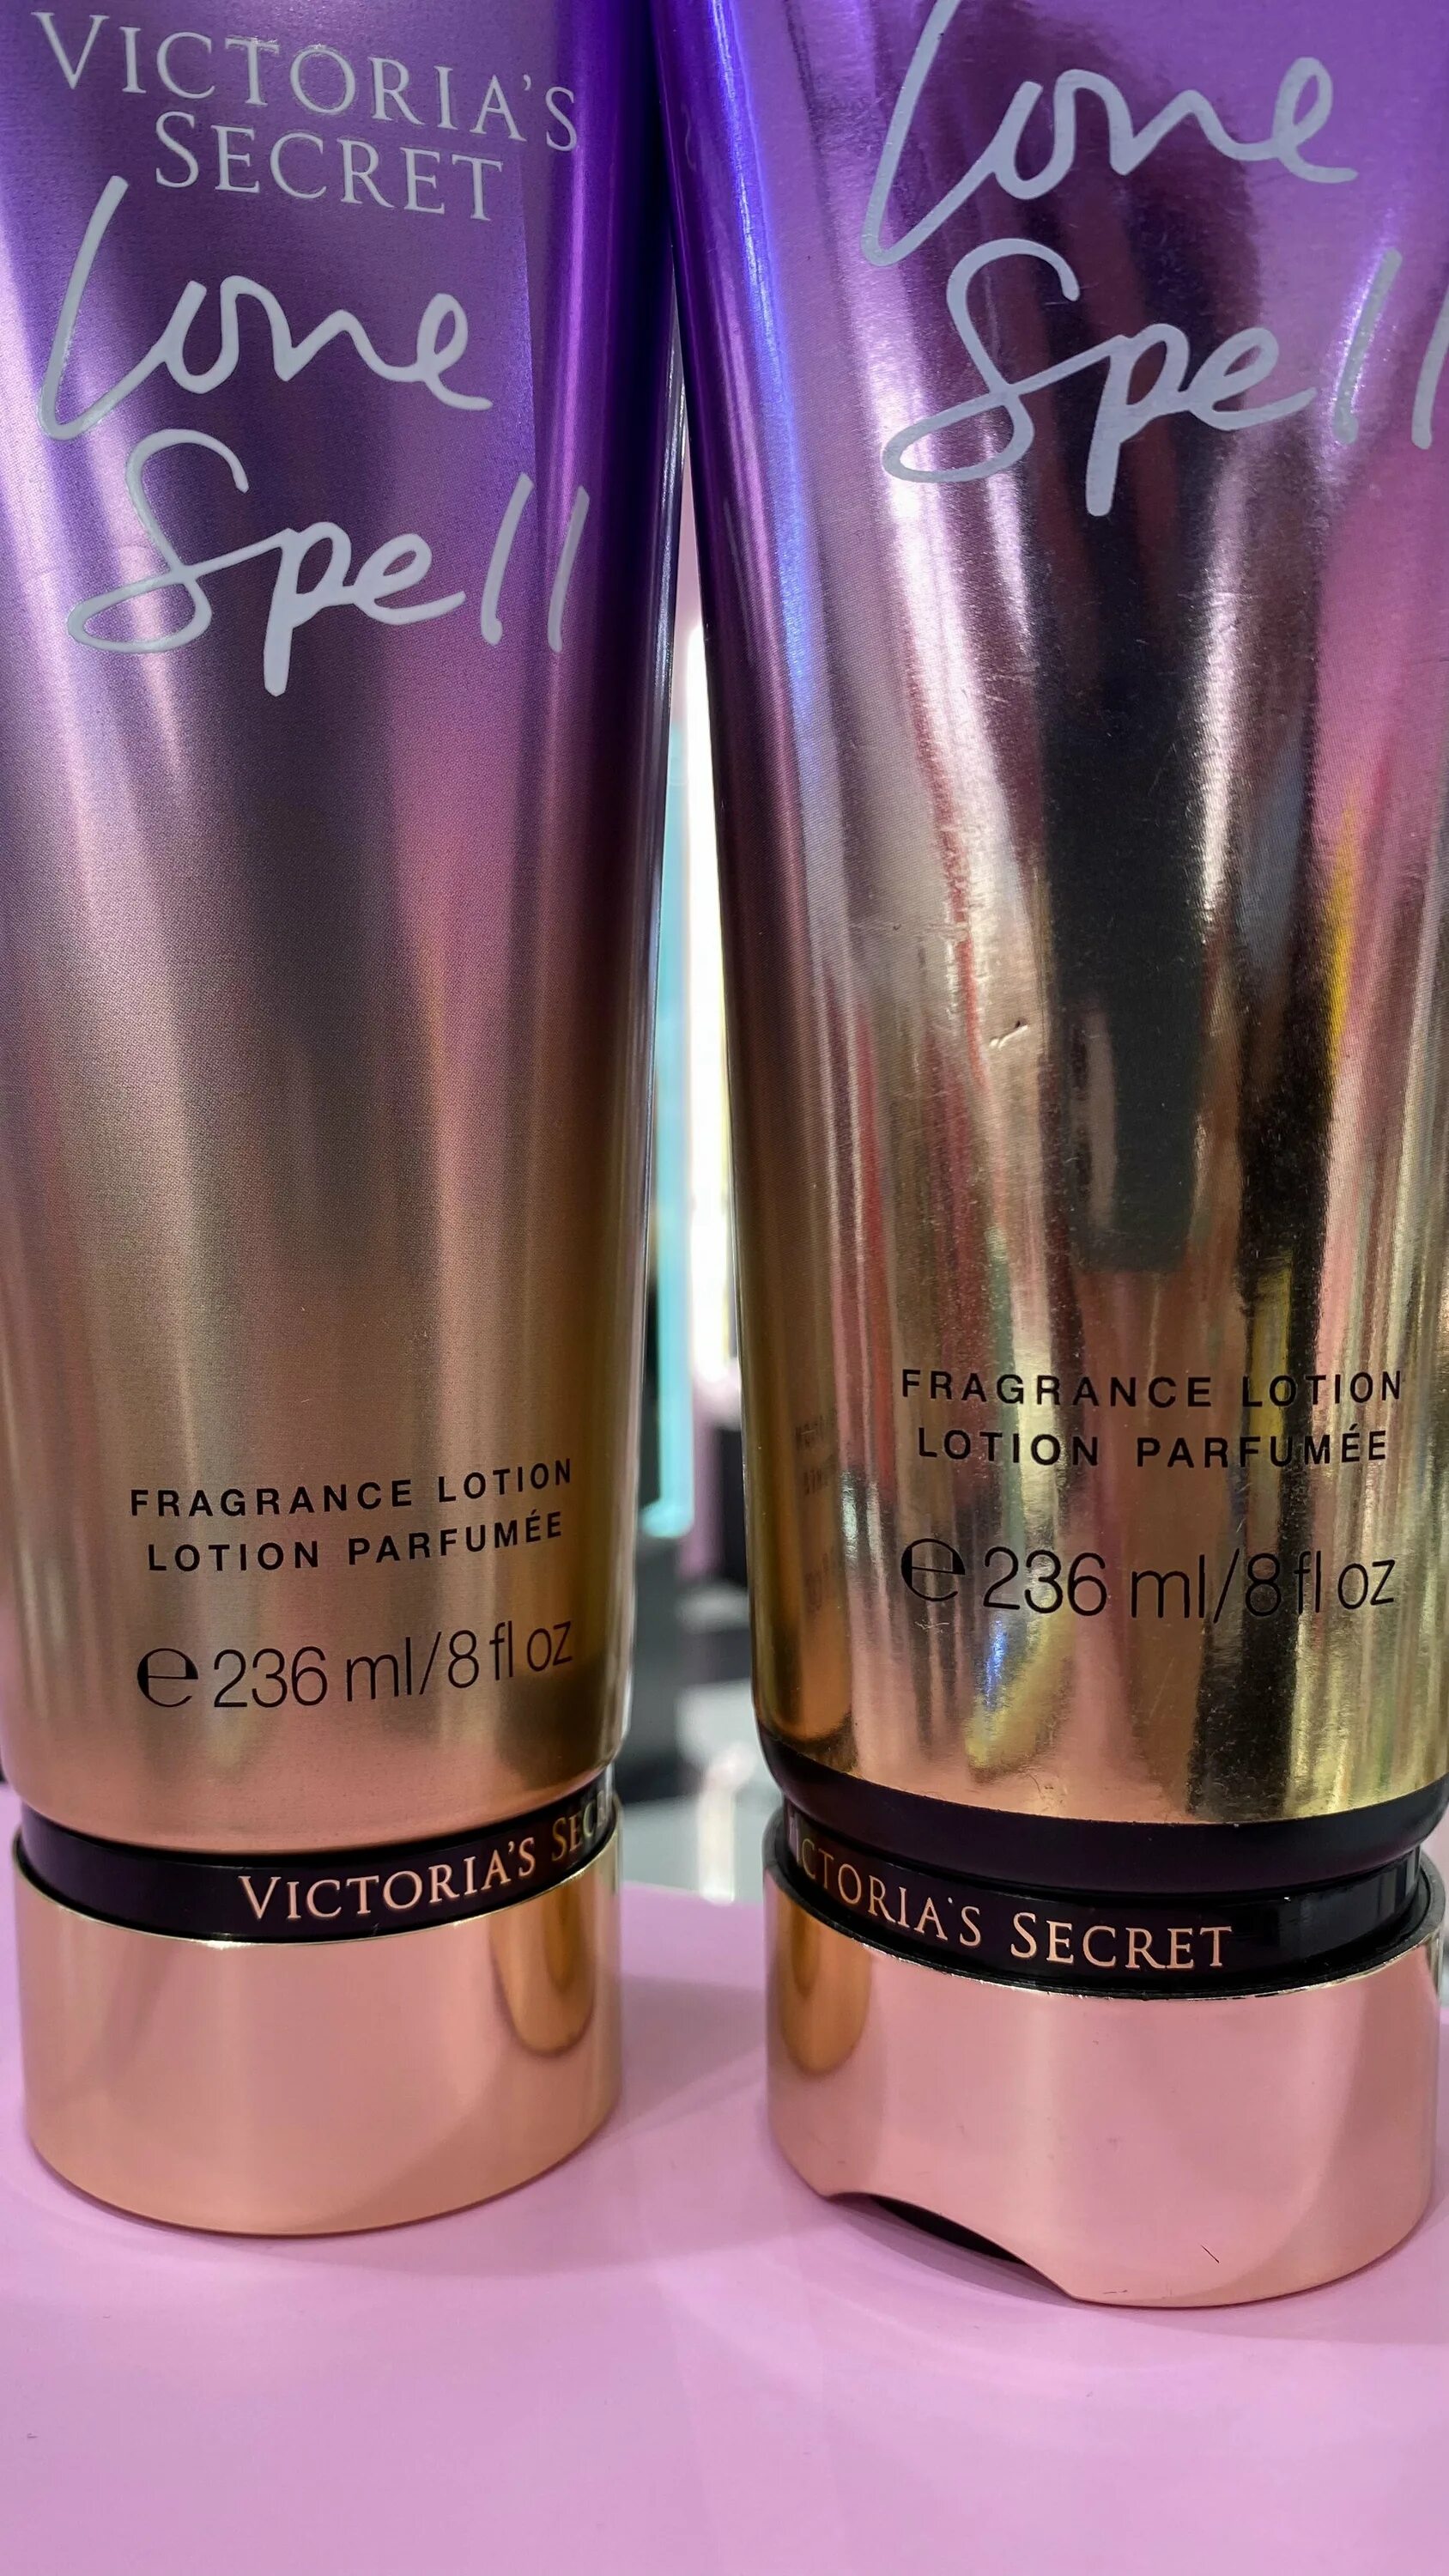 VICTORIA'S
SECRET
Love
Spell
FRAGRANCE LOTION
LOTION PARFUMÉE
℮ 236 ml/8 fl oz
VICTORIA'S
Love
Spell
FRAGRANCE LOTION
LOTION PARFUMÉE
℮ 236 ml/8 fl oz
VICTORIA'S SECRET